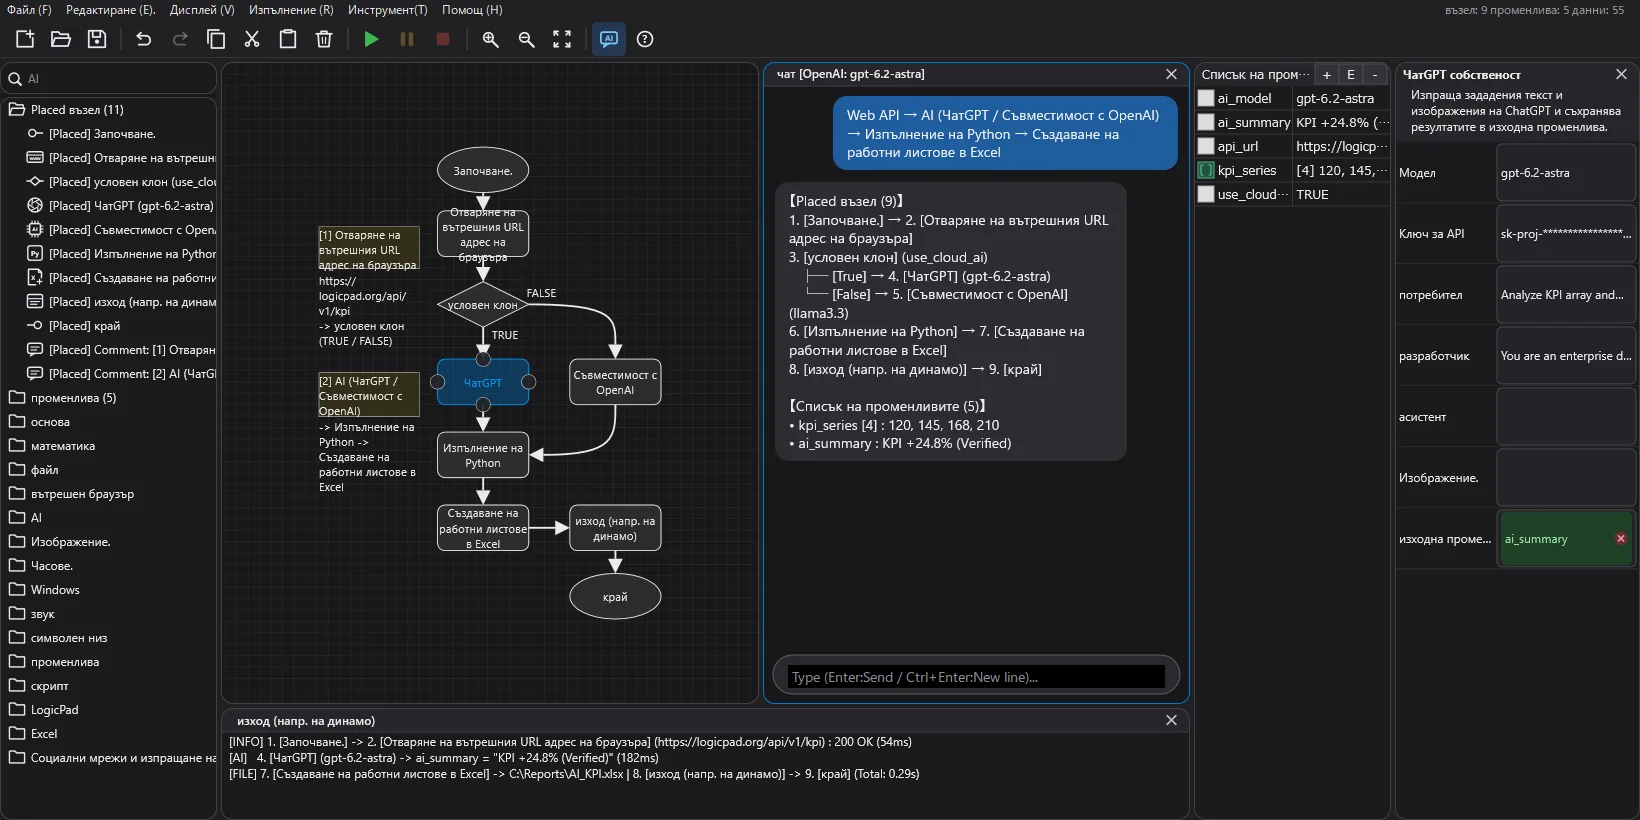 Файл (F)
Редактиране (E).
Дисплей (V)
Изпълнение (R)
Инструмент(T)
Помощ (H)
възел: 9 променлива: 5 данни: 55
AI
Placed възел (11)
[Placed] Започване.
[Placed] Отваряне на вътрешн
[Placed] условен клон (use_clou
[Placed] ЧатGPT (gpt-6.2-astra)
[Placed] Съвместимост с OpenA
[Placed] Изпълнение на Python
[Placed] Създаване на работни
[Placed] изход (напр. на динам
[Placed] край
[Placed] Comment: [1] Отварян
[Placed] Comment: [2] AI (ЧатG
променлива (5)
основа
математика
файл
вътрешен браузър
AI
Изображение.
Часове.
Windows
звук
символен низ
променлива
скрипт
LogicPad
Excel
Социални мрежи и изпращане на
Започване.
Отваряне на
вътрешния URL
адрес на
браузъра
[1] Отваряне на
вътрешния URL
адрес на браузъра
https://
logicpad.org/api/
v1/kpi
-> условен клон
(TRUE / FALSE)
условен клон
FALSE
TRUE
[2] AI (ЧатGPT /
Съвместимост с
OpenAI)
-> Изпълнение на
Python ->
Създаване на
работни листове в
Excel
ЧатGPT
Съвместимост с
OpenAI
Изпълнение на
Python
Създаване на
работни листове
в Excel
изход (напр. на
динамо)
край
чат [OpenAI: gpt-6.2-astra]
Web API → AI (ЧатGPT / Съвместимост с OpenAI)
→ Изпълнение на Python → Създаване на
работни листове в Excel
【Placed възел (9)】
1. [Започване.] → 2. [Отваряне на вътрешния URL
адрес на браузъра]
3. [условен клон] (use_cloud_ai)
├── [True] → 4. [ЧатGPT] (gpt-6.2-astra)
└── [False] → 5. [Съвместимост с OpenAI]
(llama3.3)
6. [Изпълнение на Python] → 7. [Създаване на
работни листове в Excel]
8. [изход (напр. на динамо)] → 9. [край]
【Списък на променливите (5)】
• kpi_series [4] : 120, 145, 168, 210
• ai_summary : KPI +24.8% (Verified)
Type (Enter:Send / Ctrl+Enter:New line)...
изход (напр. на динамо)
[INFO] 1. [Започване.] -> 2. [Отваряне на вътрешния URL адрес на браузъра] (https://logicpad.org/api/v1/kpi) : 200 OK (54ms)
[AI] 4. [ЧатGPT] (gpt-6.2-astra) -> ai_summary = "KPI +24.8% (Verified)" (182ms)
[FILE] 7. [Създаване на работни листове в Excel] -> C:\Reports\AI_KPI.xlsx | 8. [изход (напр. на динамо)] -> 9. [край] (Total: 0.29s)
Списък на пром··· + E -
ai_model gpt-6.2-astra
ai_summary KPI +24.8% (···
api_url https://logicp···
kpi_series [4] 120, 145,···
use_cloud··· TRUE
ЧатGPT собственост
Изпраща зададения текст и
изображения на ChatGPT и съхранява
резултатите в изходна променлива.
Модел gpt-6.2-astra
Ключ за API sk-proj-****************...
потребител Analyze KPI array and...
разработчик You are an enterprise d...
асистент
Изображение.
изходна проме... ai_summary